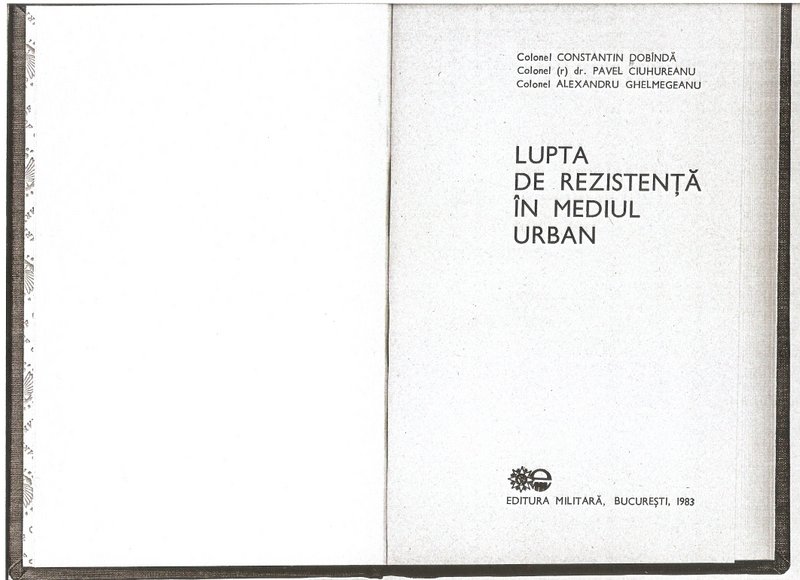 Colonel CONSTANTIN DOBÎNDĂ
Colonel (r) dr. PAVEL CIUHUREANU
Colonel ALEXANDRU GHELMEGEANU
LUPTA
DE REZISTENȚĂ
ÎN MEDIUL
URBAN
EDITURA MILITARĂ, BUCUREȘTI, 1983